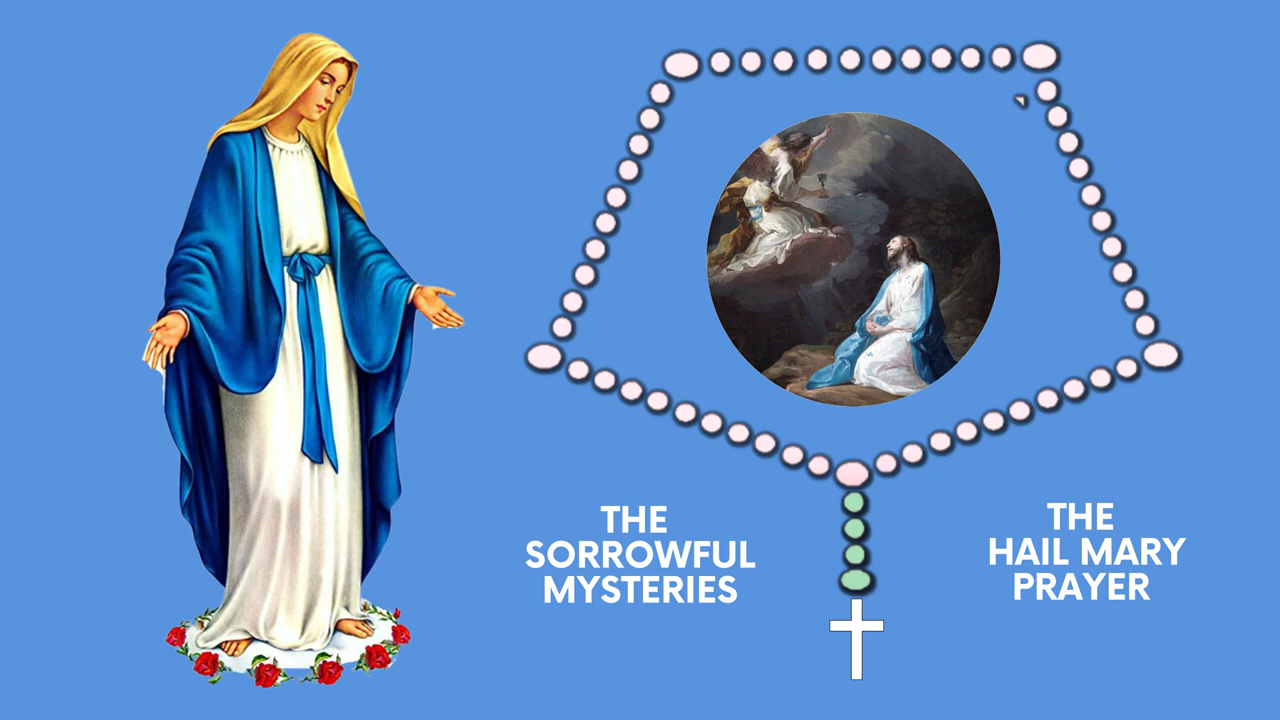 THE
SORROWFUL
MYSTERIES
THE
HAIL MARY
PRAYER